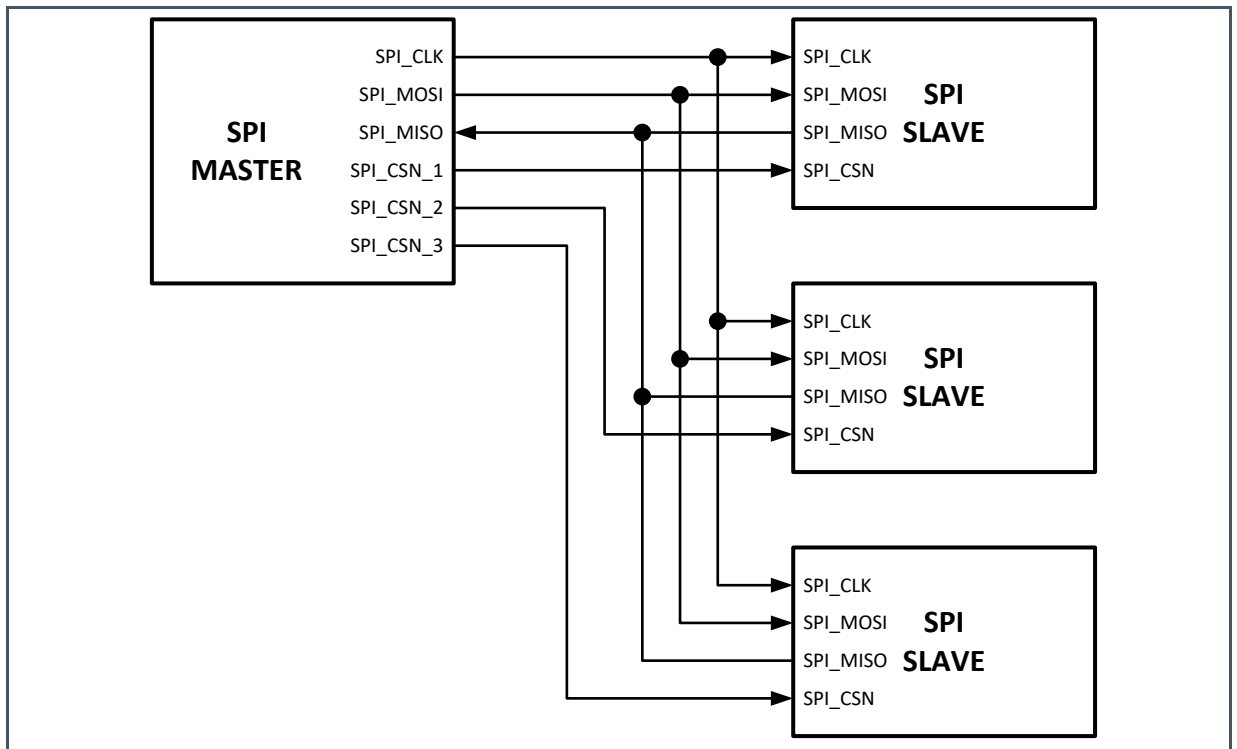 SPI_CLK
SPI_MOSI
SPI_MISO
SPI_CSN_1
SPI_CSN_2
SPI_CSN_3
SPI
MASTER
SPI_CLK
SPI_MOSI
SPI_MISO
SPI_CSN
SPI
SLAVE
SPI_CLK
SPI_MOSI
SPI_MISO
SPI_CSN
SPI
SLAVE
SPI_CLK
SPI_MOSI
SPI_MISO
SPI_CSN
SPI
SLAVE